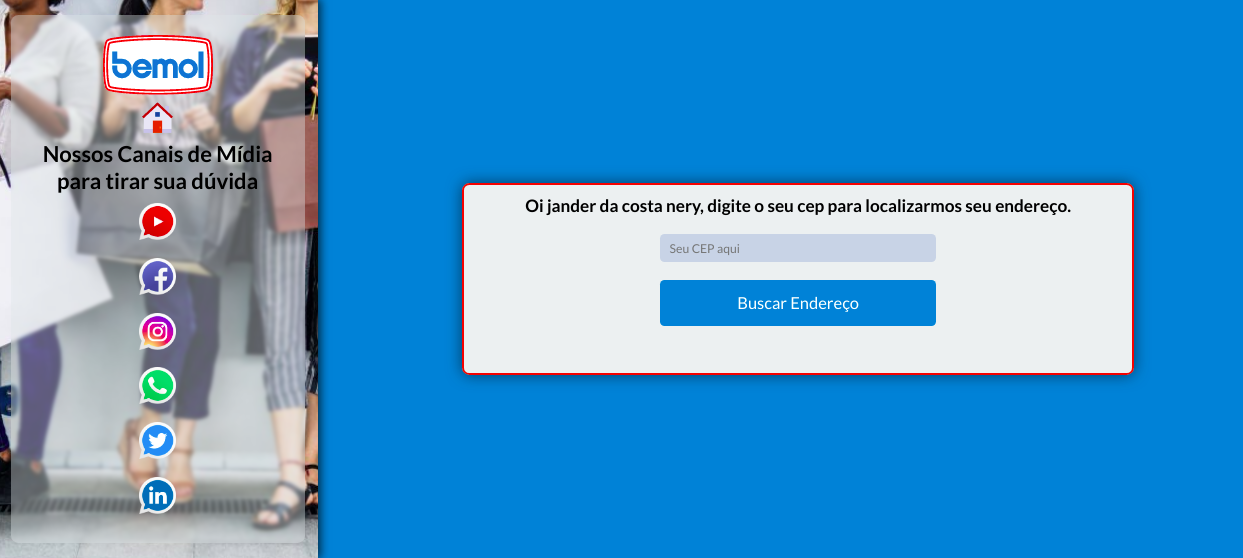 bemol
Nossos Canais de Mídia
para tirar sua dúvida
in
Oi jander da costa nery, digite o seu cep para localizarmos seu endereço.
Seu CEP aqui
Buscar Endereço